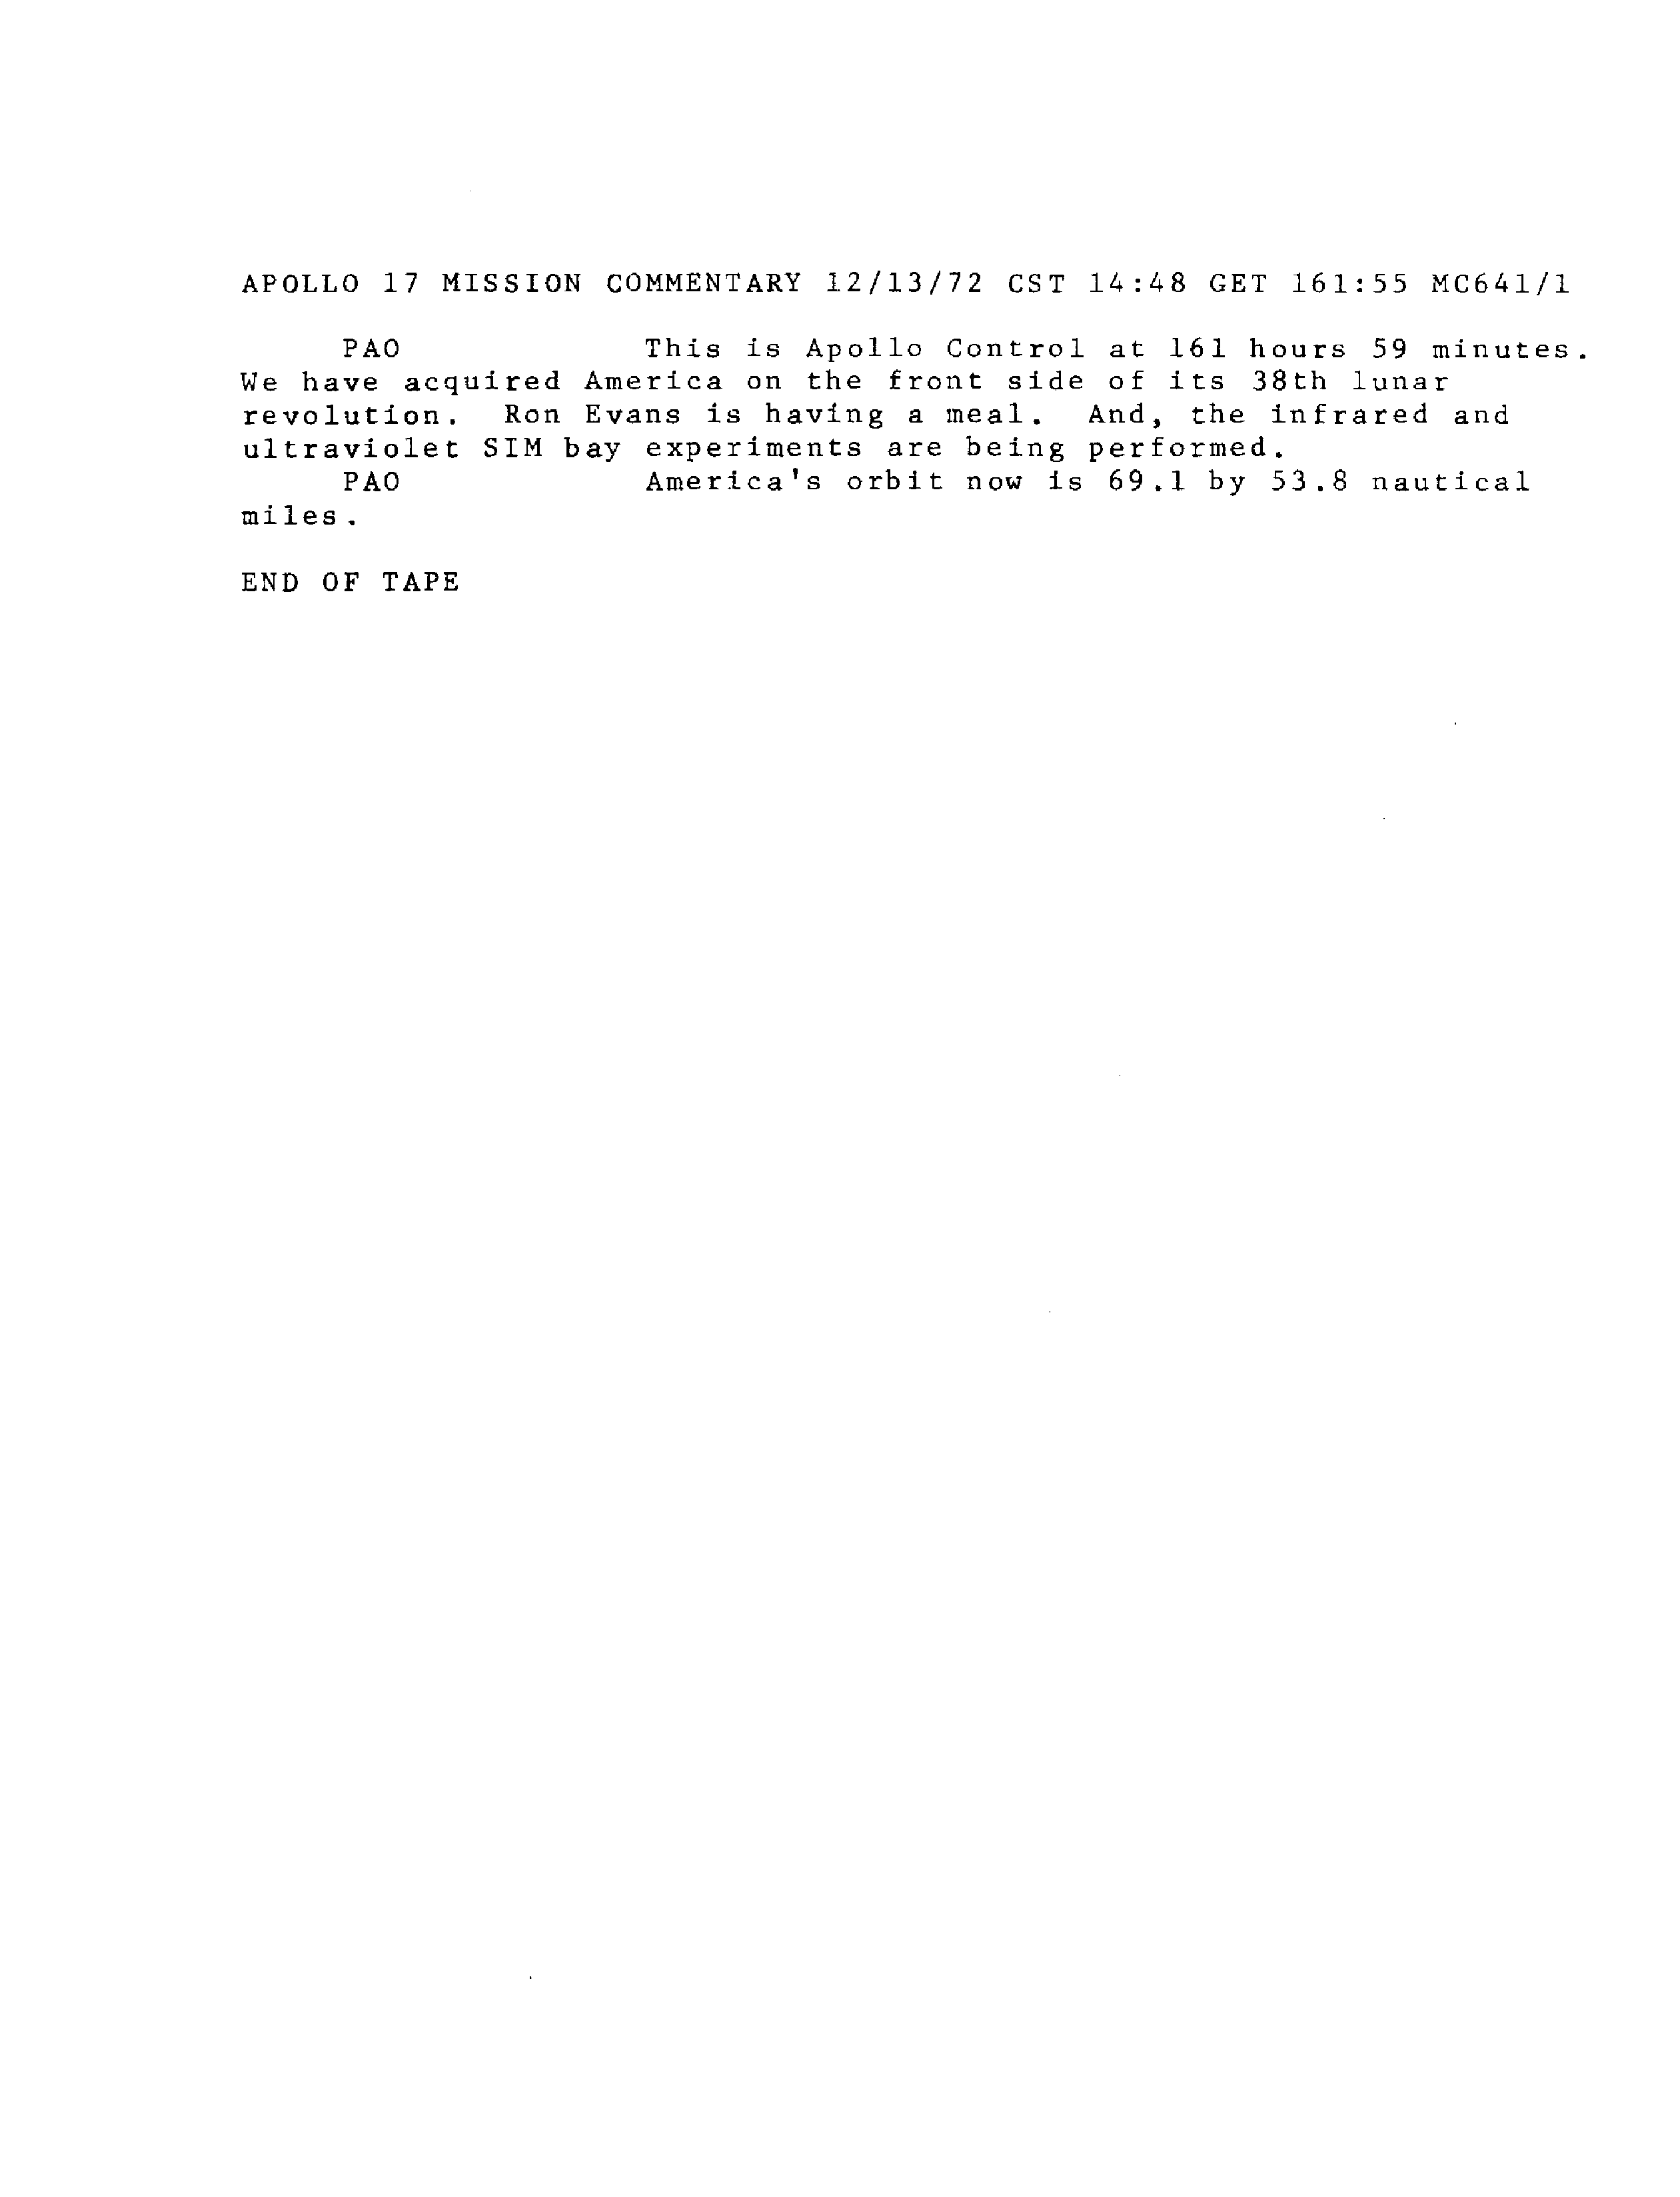 APOLLO 17 MISSION COMMENTARY 12/13/72 CST 14:48 GET 161:55 MC641/1
PAO This is Apollo Control at 161 hours 59 minutes.
We have acquired America on the front side of its 38th lunar
revolution. Ron Evans is having a meal. And, the infrared and
ultraviolet SIM bay experiments are being performed.
PAO America's orbit now is 69.1 by 53.8 nautical
miles.
END OF TAPE